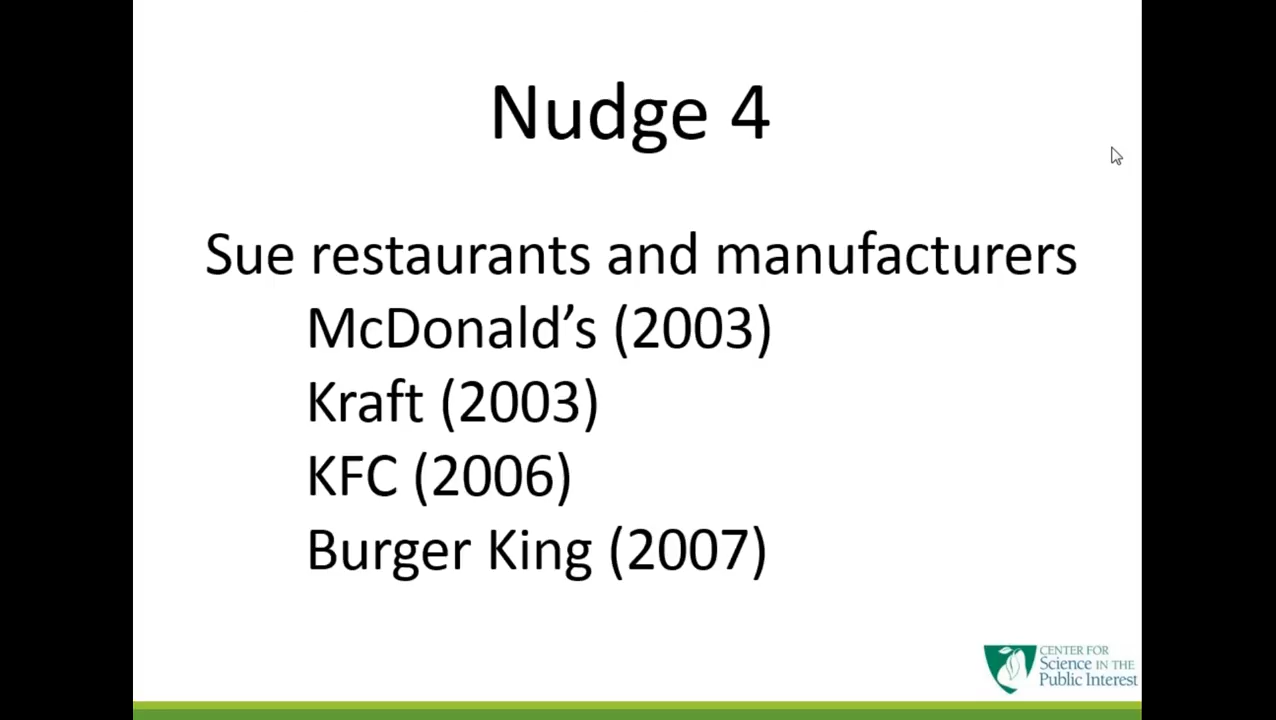 Nudge 4
Sue restaurants and manufacturers
McDonald’s (2003)
Kraft (2003)
KFC (2006)
Burger King (2007)
CENTER FOR
Science IN THE
Public Interest